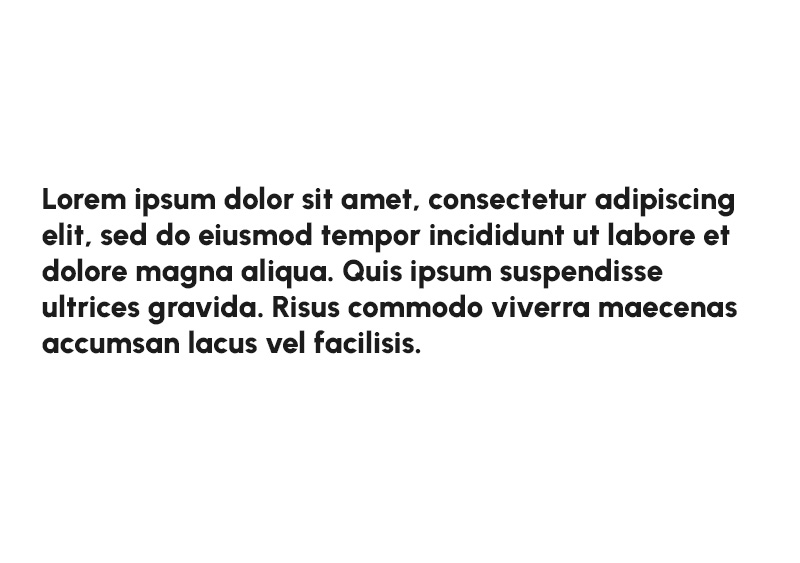 Lorem ipsum dolor sit amet, consectetur adipiscing
elit, sed do eiusmod tempor incididunt ut labore et
dolore magna aliqua. Quis ipsum suspendisse
ultrices gravida. Risus commodo viverra maecenas
accumsan lacus vel facilisis.